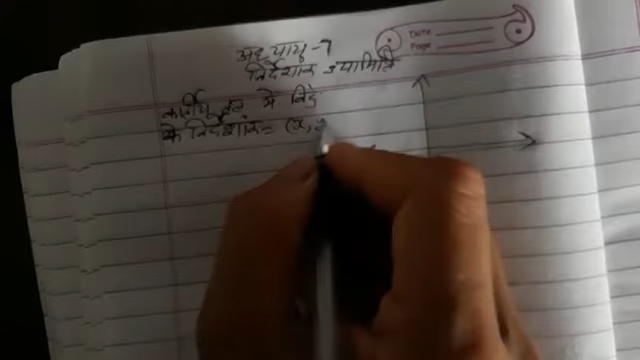 Date
Page
अध्याय-7
निर्देशांक ज्यामिति
कार्तीय तल में बिंदु
के निर्देशांक = (x,